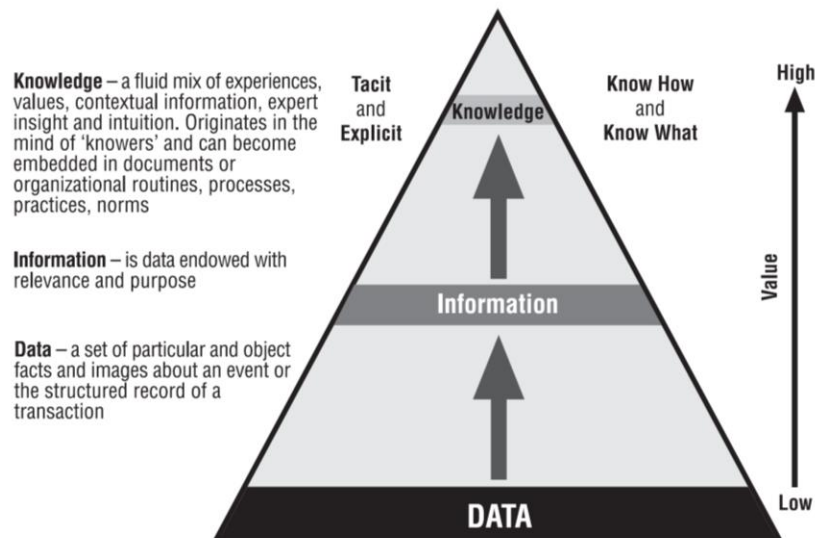 Knowledge – a fluid mix of experiences,
values, contextual information, expert
insight and intuition. Originates in the
mind of ‘knowers’ and can become
embedded in documents or
organizational routines, processes,
practices, norms
Information – is data endowed with
relevance and purpose
Data – a set of particular and object
facts and images about an event or
the structured record of a
transaction
Tacit
and
Explicit
Knowledge
Information
DATA
Know How
and
Know What
High
Value
Low